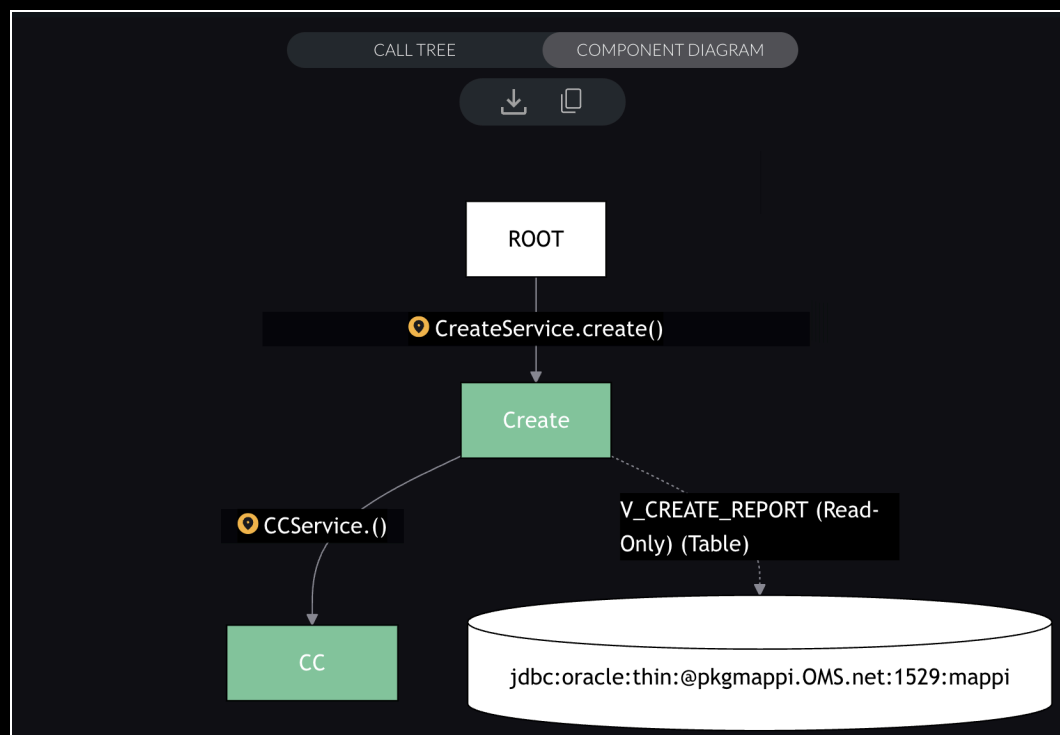 CALL TREE
COMPONENT DIAGRAM
ROOT
CreateService.create()
Create
CCService.()
V_CREATE_REPORT (Read-
Only) (Table)
CC
jdbc:oracle:thin:@pkgmappi.OMS.net:1529:mappi